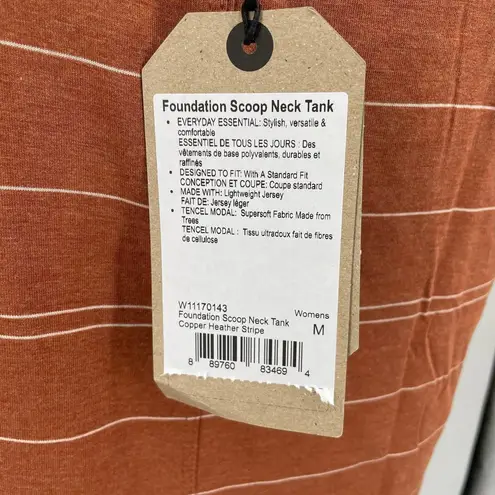 Foundation Scoop Neck Tank
• EVERYDAY ESSENTIAL: Stylish, versatile &
comfortable
ESSENTIEL DE TOUS LES JOURS : Des
vêtements de base polyvalents, durables et
raffinés
• DESIGNED TO FIT: With A Standard Fit
CONCEPTION ET COUPE: Coupe standard
• MADE WITH: Lightweight Jersey
FAIT DE: Jersey léger
• TENCEL MODAL: Supersoft Fabric Made from
Trees
TENCEL MODAL : Tissu ultradoux fait de fibres
de cellulose
W11170143
Foundation Scoop Neck Tank Womens
Copper Heather Stripe M
8 89760 83469 4